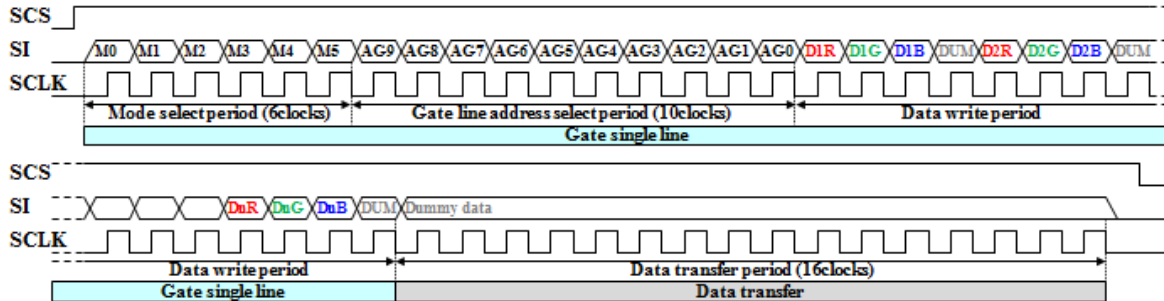 SCS
SI M0 M1 M2 M3 M4 M5 AG9 AG8 AG7 AG6 AG5 AG4 AG3 AG2 AG1 AG0 D1R D1G D1B DUM D2R D2G D2B DUM
SCLK
Mode select period (6clocks) Gate line address select period (10clocks) Data write period
Gate single line
SCS
SI DnR DnG DnB DUM Dummy data
SCLK
Data write period Data transfer period (16clocks)
Gate single line Data transfer